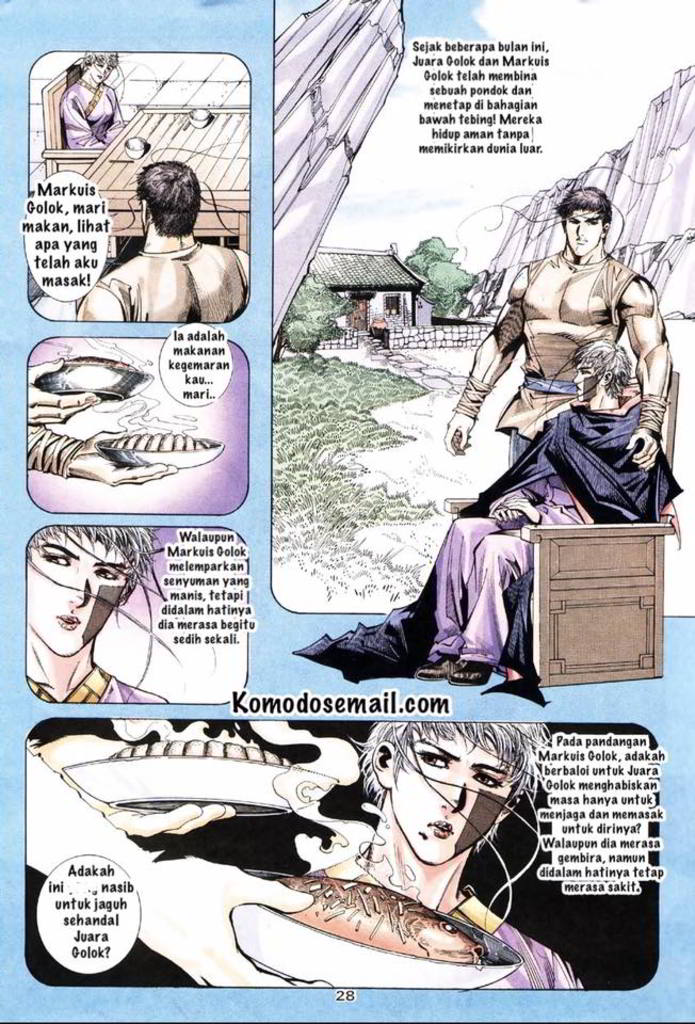 Sejak beberapa bulan ini,
Juara Golok dan Markuis
Golok telah membina
sebuah pondok dan
menetap di bahagian
bawah tebing! Mereka
hidup aman tanpa
memikirkan dunia luar.
Markuis
Golok, mari
makan, lihat
apa yang
telah aku
masak!
Ia adalah
makanan
kegemaran
kau...
mari..
Walaupun
Markuis Golok
melemparkan
senyuman yang
manis, tetapi
didalam hatinya
dia merasa begitu
sedih sekali.
Komodosemail.com
Pada pandangan
Markuis Golok, adakah
berbaloi untuk Juara
Golok menghabiskan
masa hanya untuk
menjaga dan memasak
untuk dirinya?
Walaupun dia merasa
gembira, namun
didalam hatinya tetap
merasa sakit.
Adakah
ini nasib
untuk jaguh
sehandal
Juara
Golok?
28